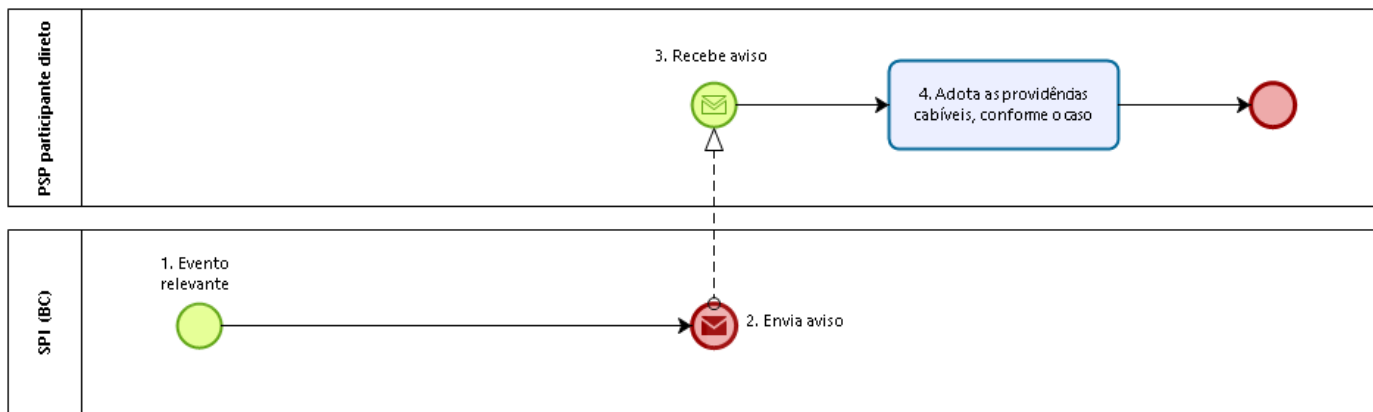 PSP participante direto
3. Recebe aviso
4. Adota as providências
cabíveis, conforme o caso
SPI (BC)
1. Evento
relevante
2. Envia aviso